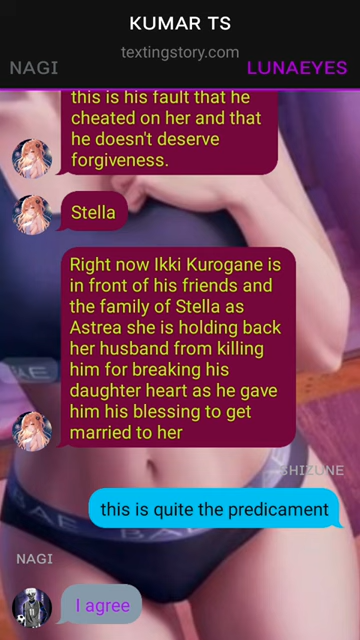 KUMAR TS
textingstory.com
NAGI
LUNAEYES
this is his fault that he
cheated on her and that
he doesn't deserve
forgiveness.
Stella
Right now Ikki Kurogane is
in front of his friends and
the family of Stella as
Astrea she is holding back
her husband from killing
him for breaking his
daughter heart as he gave
him his blessing to get
married to her
SHIZUNE
this is quite the predicament
BAE
BAE
NAGI
I agree